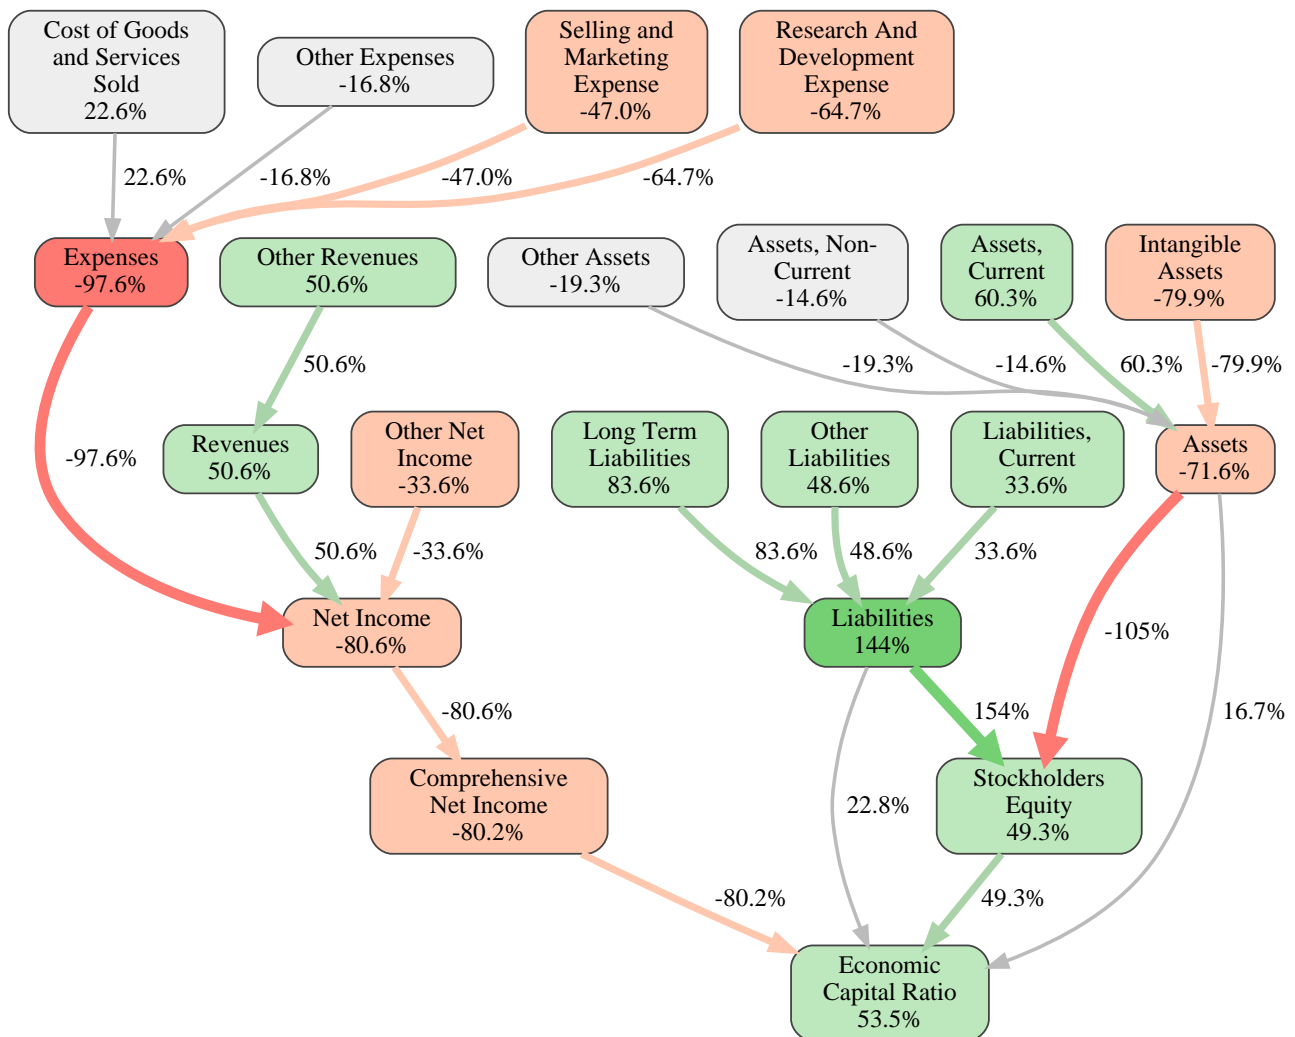 Cost of Goods
and Services
Sold
22.6%
Other Expenses
-16.8%
Selling and
Marketing
Expense
-47.0%
Research And
Development
Expense
-64.7%
22.6%
-16.8%
-47.0%
-64.7%
Expenses
-97.6%
Other Revenues
50.6%
Other Assets
-19.3%
Assets, Non-
Current
-14.6%
Assets,
Current
60.3%
Intangible
Assets
-79.9%
50.6%
-19.3%
-14.6%
60.3%
-79.9%
-97.6%
Revenues
50.6%
Other Net
Income
-33.6%
Long Term
Liabilities
83.6%
Other
Liabilities
48.6%
Liabilities,
Current
33.6%
Assets
-71.6%
50.6%
-33.6%
83.6%
48.6%
33.6%
Net Income
-80.6%
Liabilities
144%
-105%
-80.6%
154%
16.7%
Comprehensive
Net Income
-80.2%
22.8%
Stockholders
Equity
49.3%
-80.2%
49.3%
Economic
Capital Ratio
53.5%